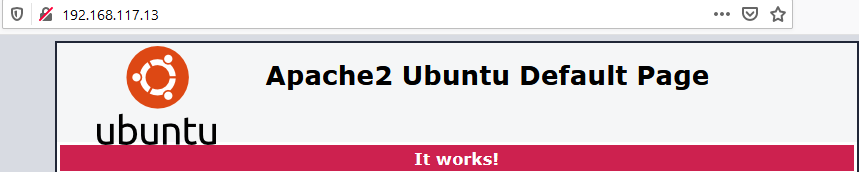 192.168.117.13
Apache2 Ubuntu Default Page
ubuntu
It works!